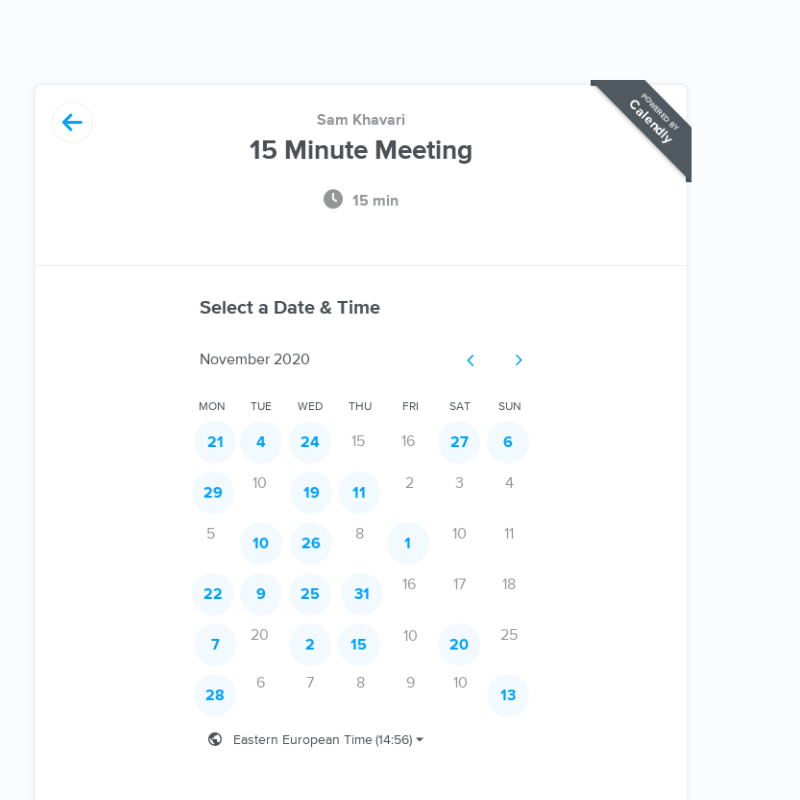 POWERED BY
Calendly
Sam Khavari
15 Minute Meeting
15 min
Select a Date & Time
November 2020
MON TUE WED THU FRI SAT SUN
21 4 24 15 16 27 6
29 10 19 11 2 3 4
5 10 26 8 1 10 11
22 9 25 31 16 17 18
7 20 2 15 10 20 25
28 6 7 8 9 10 13
Eastern European Time (14:56)